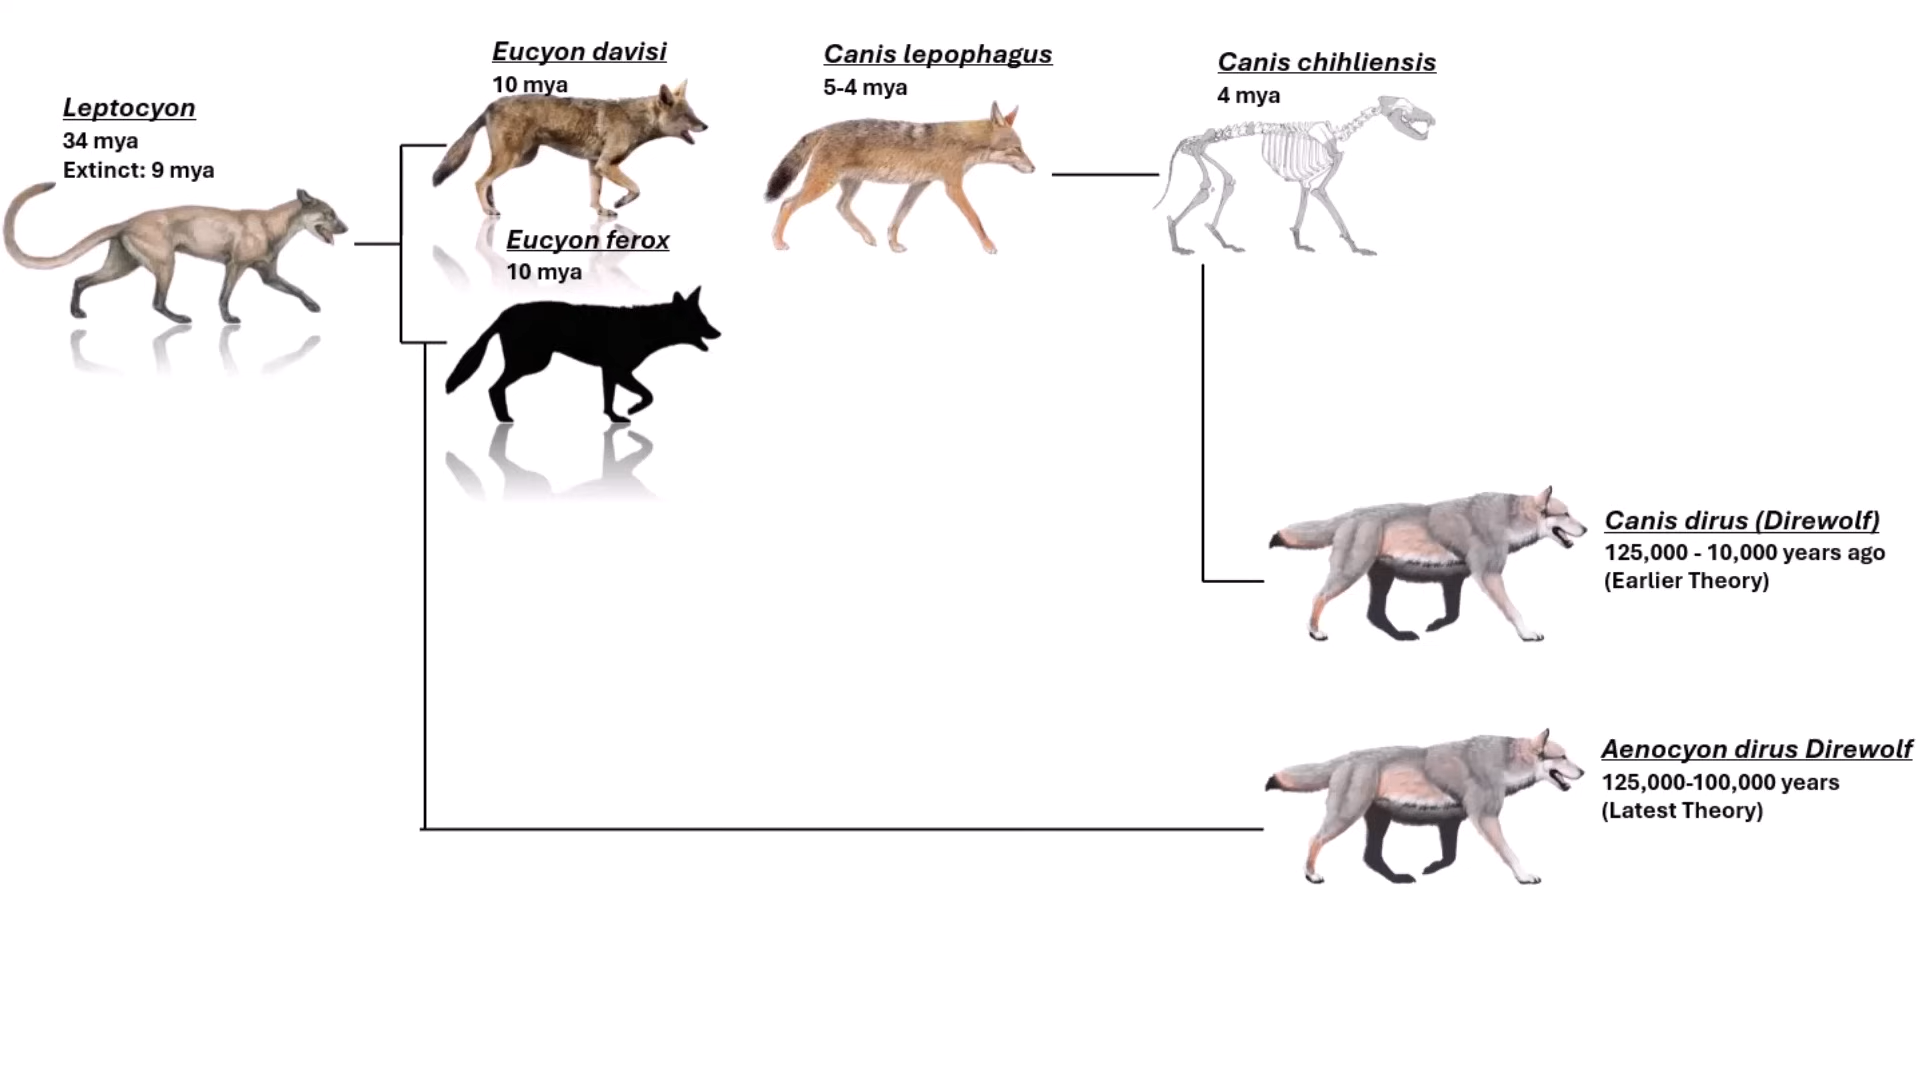 Leptocyon
34 mya
Extinct: 9 mya
Eucyon davisi
10 mya
Eucyon ferox
10 mya
Canis lepophagus
5-4 mya
Canis chihliensis
4 mya
Canis dirus (Direwolf)
125,000 - 10,000 years ago
(Earlier Theory)
Aenocyon dirus Direwolf
125,000-100,000 years
(Latest Theory)